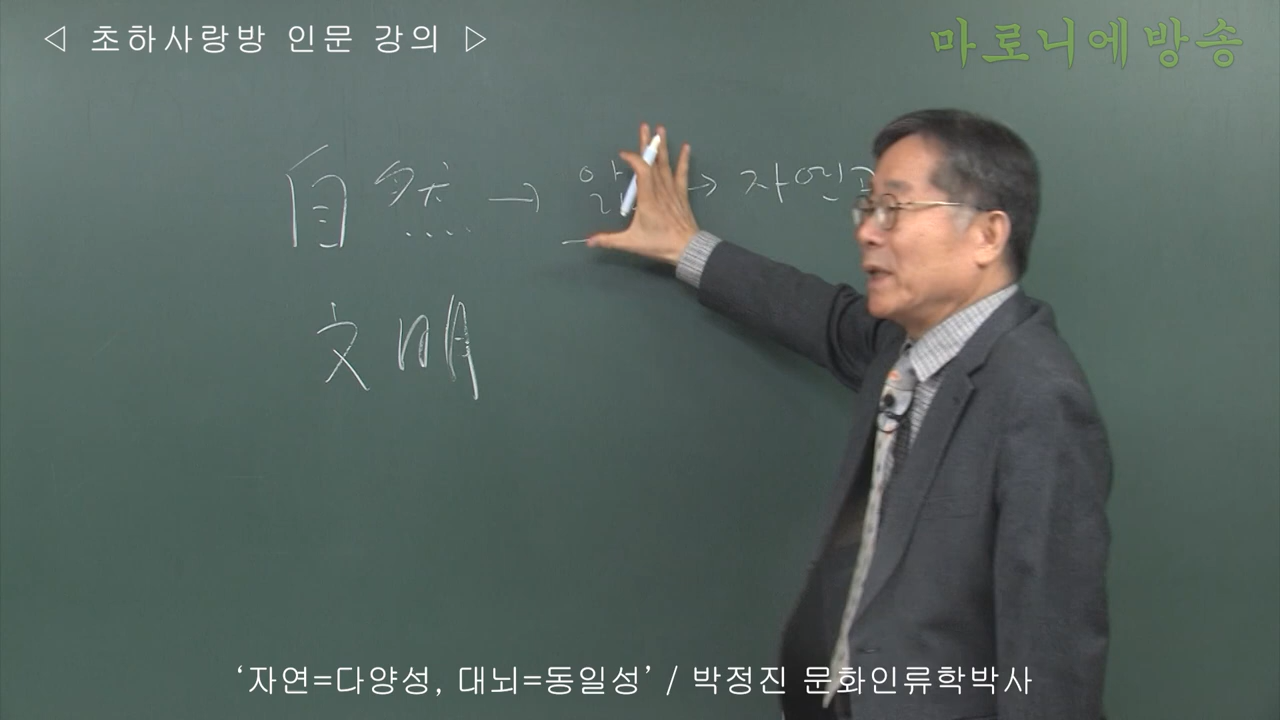 ◁ 초하사랑방 인문 강의 ▷
마로니에방송
自然 → → 자연
文明
‘자연=다양성, 대뇌=동일성’ / 박정진 문화인류학박사